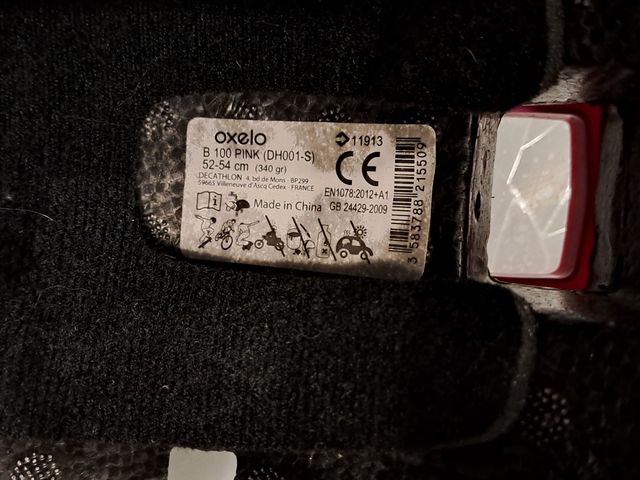 oxelo
B 100 PINK (DH001-S)
52-54 cm (340 gr)
DECATHLON 4, bd de Mons - BP299
59665 Villeneuve d'Ascq Cedex - FRANCE
Made in China
11913
CE
EN1078:2012+A1
GB 24429-2009
3 583788 215509